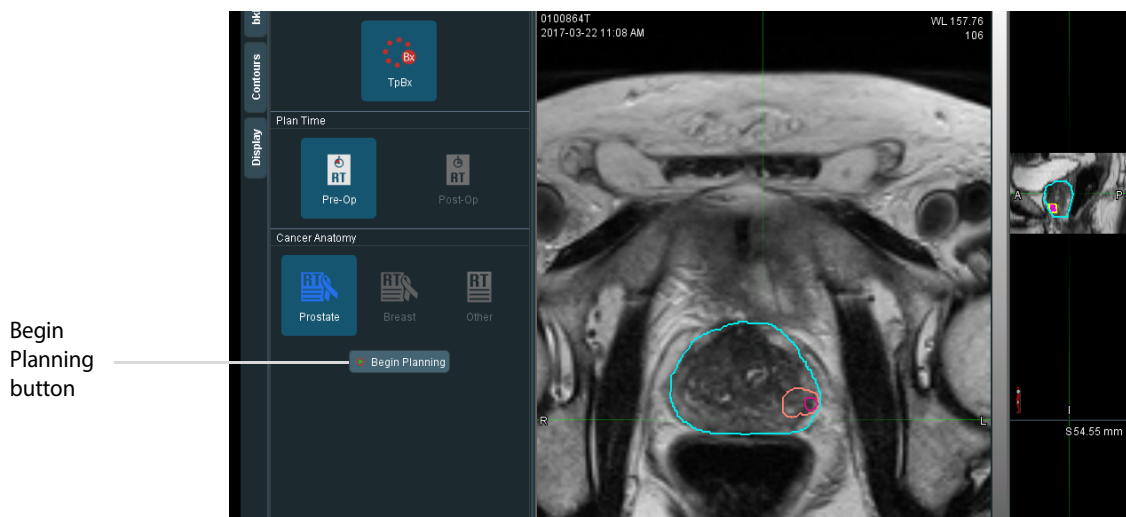 Begin
Planning
button
bk
Contours
Display
Bx
TpBx
Plan Time
RT
Pre-Op
RT
Post-Op
Cancer Anatomy
RT
Prostate
RT
Breast
RT
Other
Begin Planning
0100864T
2017-03-22 11:08 AM
WL 157.76
106
R
L
A
P
I
S 54.55 mm